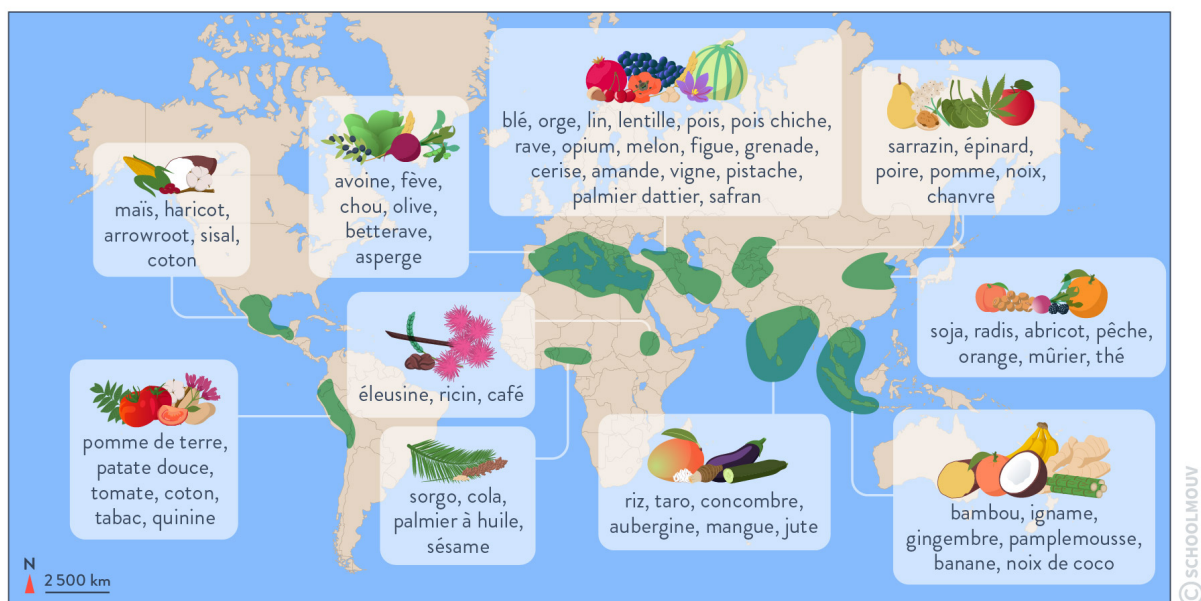 blé, orge, lin, lentille, pois, pois chiche,
rave, opium, melon, figue, grenade,
cerise, amande, vigne, pistache,
palmier dattier, safran
sarrazin, épinard,
poire, pomme, noix,
chanvre
avoine, fève,
chou, olive,
betterave,
asperge
maïs, haricot,
arrowroot, sisal,
coton
soja, radis, abricot, pêche,
orange, mûrier, thé
éleusine, ricin, café
pomme de terre,
patate douce,
tomate, coton,
tabac, quinine
sorgo, cola,
palmier à huile,
sésame
riz, taro, concombre,
aubergine, mangue, jute
bambou, igname,
gingembre, pamplemousse,
banane, noix de coco
N
2 500 km
© SCHOOLMOUV